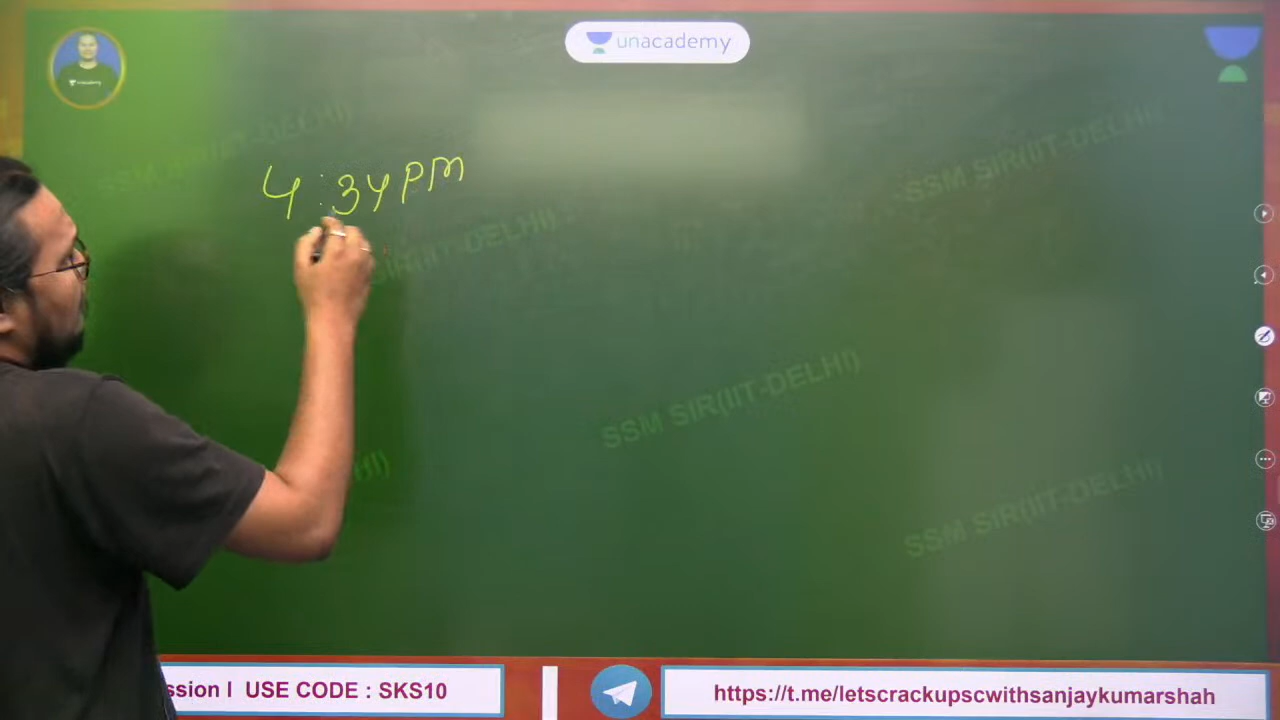 unacademy
unacademy
4:34 PM
SSM SIR(IIT-DELHI)
SSM SIR(IIT-DELHI)
SSM SIR(IIT-DELHI)
ssion I USE CODE : SKS10
https://t.me/letscrackupscwithsanjaykumarshah